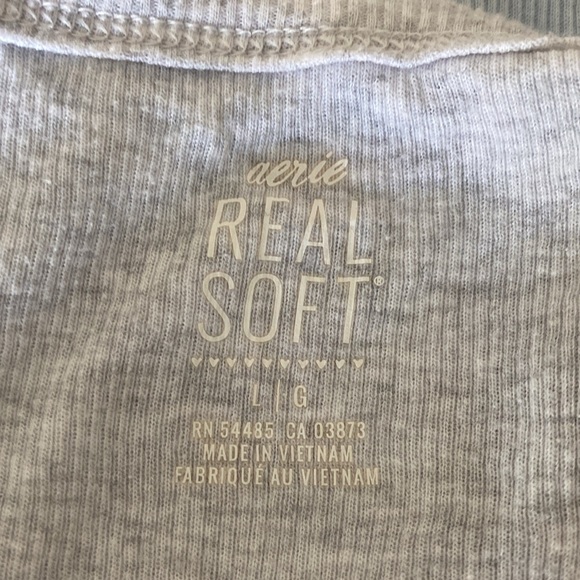 aerie
REAL
SOFT®
♥♥♥♥♥♥♥♥♥♥
L | G
RN 54485 CA 03873
MADE IN VIETNAM
FABRIQUÉ AU VIETNAM